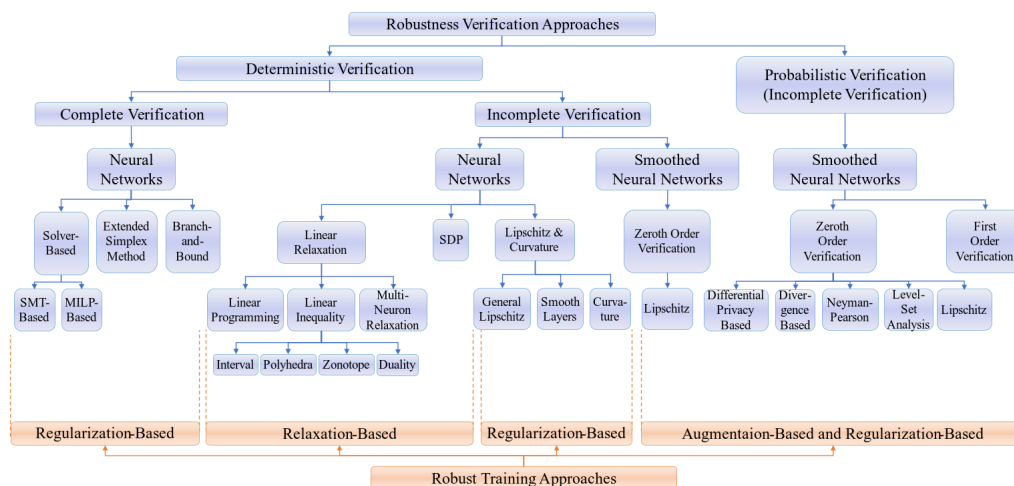 Robustness Verification Approaches
Deterministic Verification
Probabilistic Verification
(Incomplete Verification)
Complete Verification
Incomplete Verification
Neural
Networks
Neural
Networks
Smoothed
Neural Networks
Smoothed
Neural Networks
Solver-
Based
Extended
Simplex
Method
Branch-
and-
Bound
Linear
Relaxation
SDP
Lipschitz &
Curvature
Zeroth Order
Verification
Zeroth
Order
Verification
First
Order
Verification
SMT-
Based
MILP-
Based
Linear
Programming
Linear
Inequality
Multi-
Neuron
Relaxation
General
Lipschitz
Smooth
Layers
Curva-
ture
Lipschitz
Differential
Privacy
Based
Diver-
gence
Based
Neyman-
Pearson
Level-
Set
Analysis
Lipschitz
Interval
Polyhedra
Zonotope
Duality
Regularization-Based
Relaxation-Based
Regularization-Based
Augmentaion-Based and Regularization-Based
Robust Training Approaches